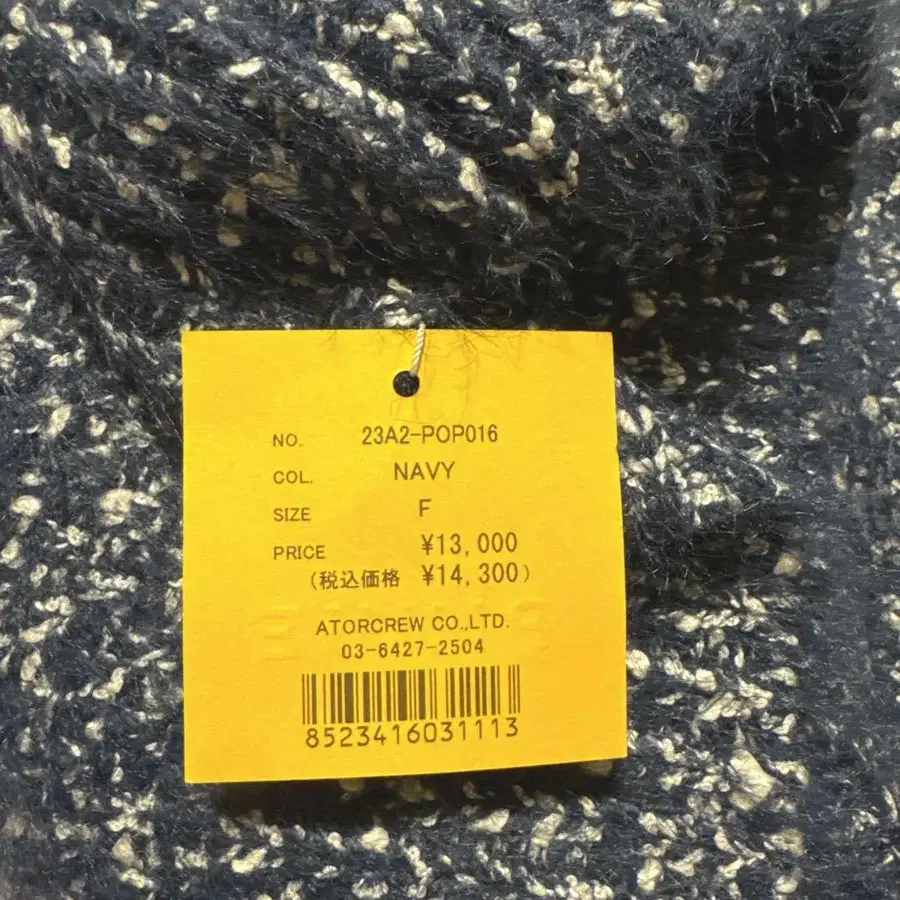 NO. 23A2-POP016
COL. NAVY
SIZE F
PRICE ¥13,000
(税込価格 ¥14,300)
ATORCREW CO.,LTD.
03-6427-2504
8523416031113